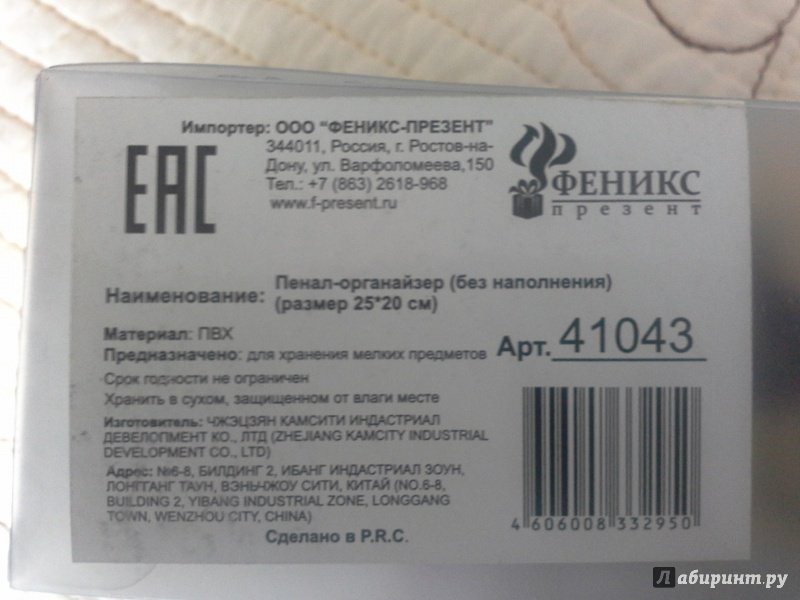 Импортер: ООО "ФЕНИКС-ПРЕЗЕНТ"
344011, Россия, г. Ростов-на-
Дону, ул. Варфоломеева,150
Тел.: +7 (863) 2618-968
www.f-present.ru
EAC
ФЕНИКС
презент
Наименование: Пенал-органайзер (без наполнения)
(размер 25*20 см)
Материал: ПВХ
Предназначено: для хранения мелких предметов
Арт. 41043
Срок годности не ограничен
Хранить в сухом, защищенном от влаги месте
Изготовитель: ЧЖЭЦЗЯН КАМСИТИ ИНДАСТРИАЛ
ДЕВЕЛОПМЕНТ КО., ЛТД (ZHEJIANG KAMCITY INDUSTRIAL
DEVELOPMENT CO., LTD)
Адрес: №6-8, БИЛДИНГ 2, ИБАНГ ИНДАСТРИАЛ ЗОУН,
ЛОНГГАНГ ТАУН, ВЭНЬЧЖОУ СИТИ, КИТАЙ (NO.6-8,
BUILDING 2, YIBANG INDUSTRIAL ZONE, LONGGANG
TOWN, WENZHOU CITY, CHINA)
Сделано в P.R.C.
4 606008 332950
Лабиринт.ру